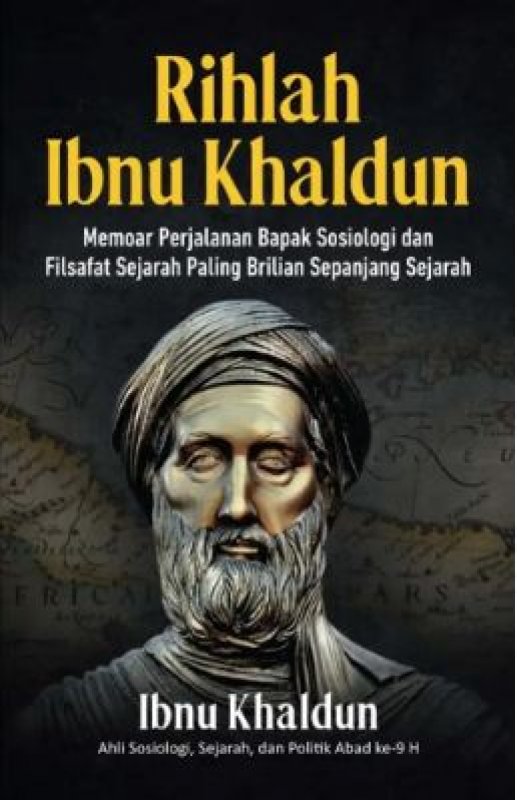 Rihlah
Ibnu Khaldun
Memoar Perjalanan Bapak Sosiologi dan
Filsafat Sejarah Paling Brilian Sepanjang Sejarah
Ibnu Khaldun
Ahli Sosiologi, Sejarah, dan Politik Abad ke-9 H